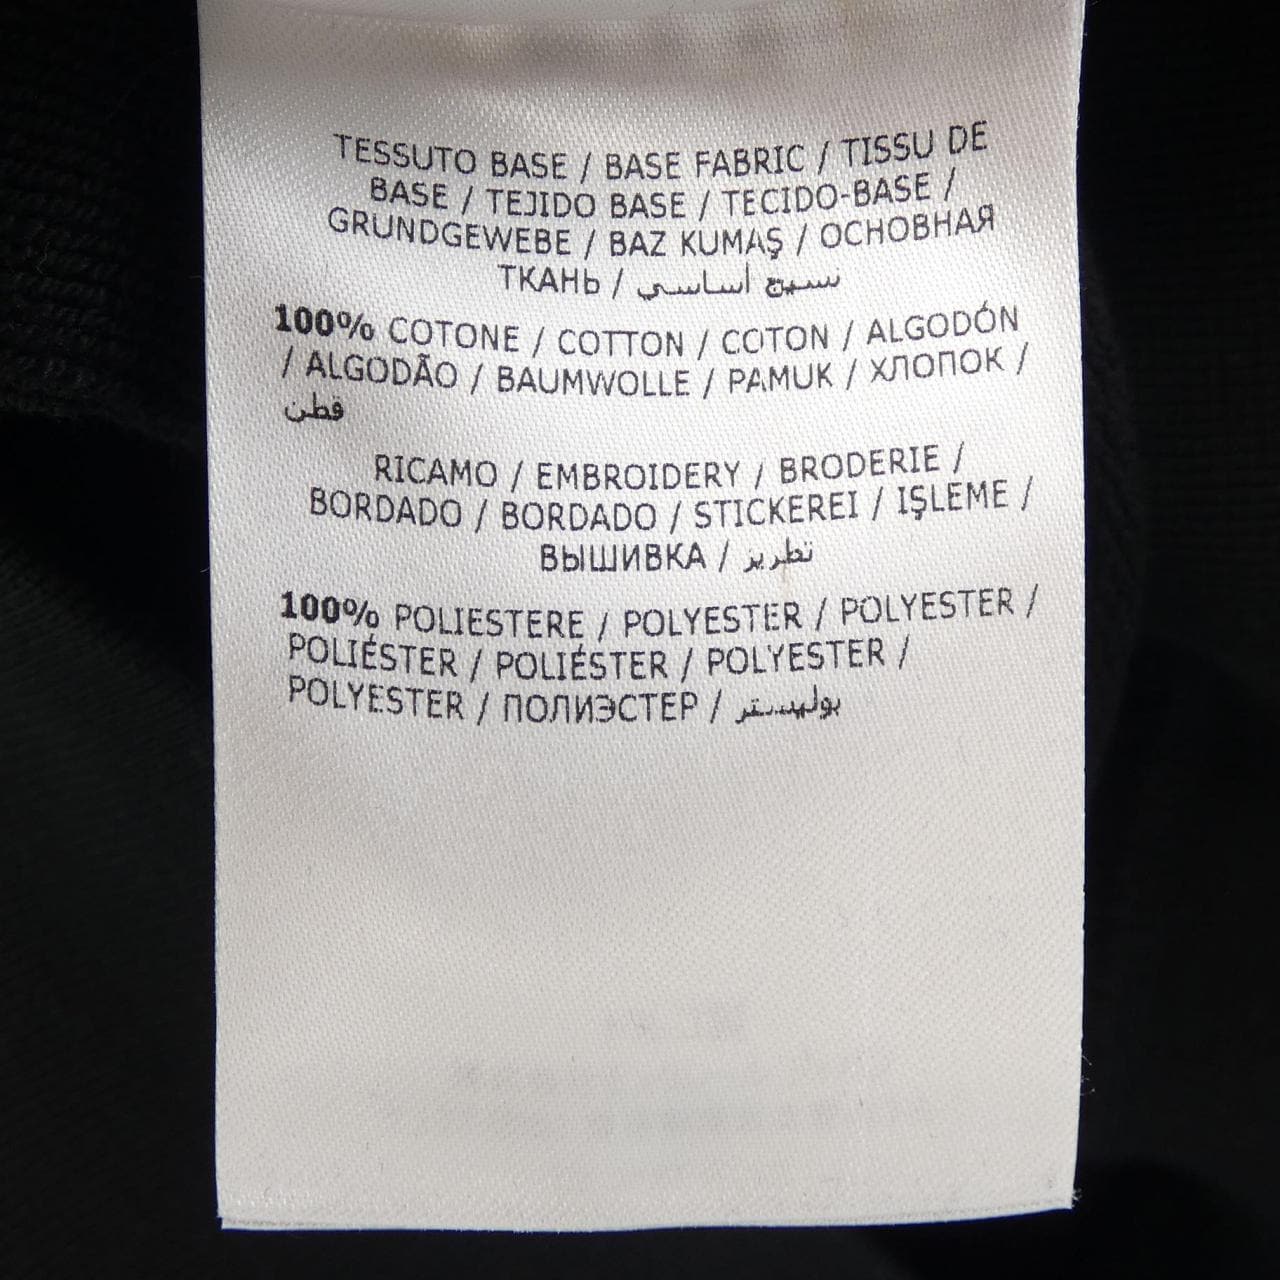 TESSUTO BASE / BASE FABRIC / TISSU DE
BASE / TEJIDO BASE / TECIDO-BASE /
GRUNDGEWEBE / BAZ KUMAŞ / ОСНОВНАЯ
ТКАНЬ / نسيج أساسي
100% COTONE / COTTON / COTON / ALGODÓN
/ ALGODÃO / BAUMWOLLE / PAMUK / ХЛОПОК /
قطن
RICAMO / EMBROIDERY / BRODERIE /
BORDADO / BORDADO / STICKEREI / IŞLEME /
ВЫШИВКА / تطريز
100% POLIESTERE / POLYESTER / POLYESTER /
POLIÉSTER / POLIÉSTER / POLYESTER /
POLYESTER / ПОЛИЭСТЕР / بوليستر